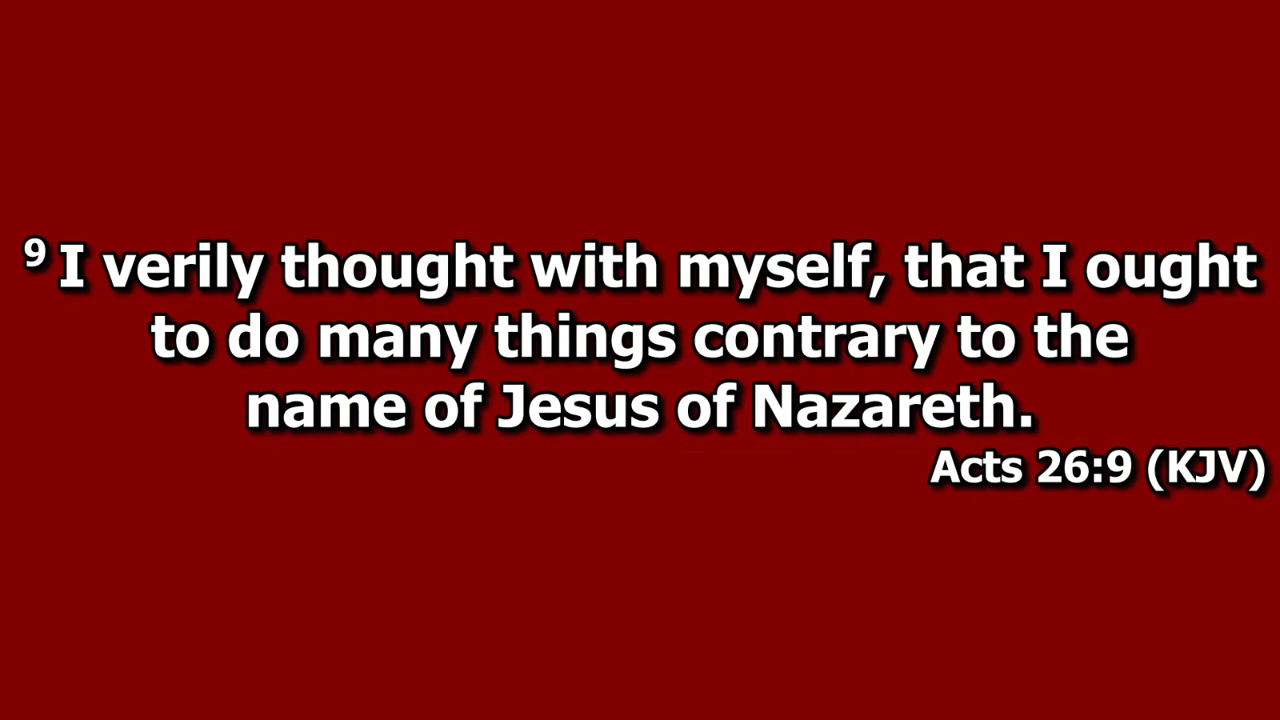 9 I verily thought with myself, that I ought
to do many things contrary to the
name of Jesus of Nazareth.
Acts 26:9 (KJV)